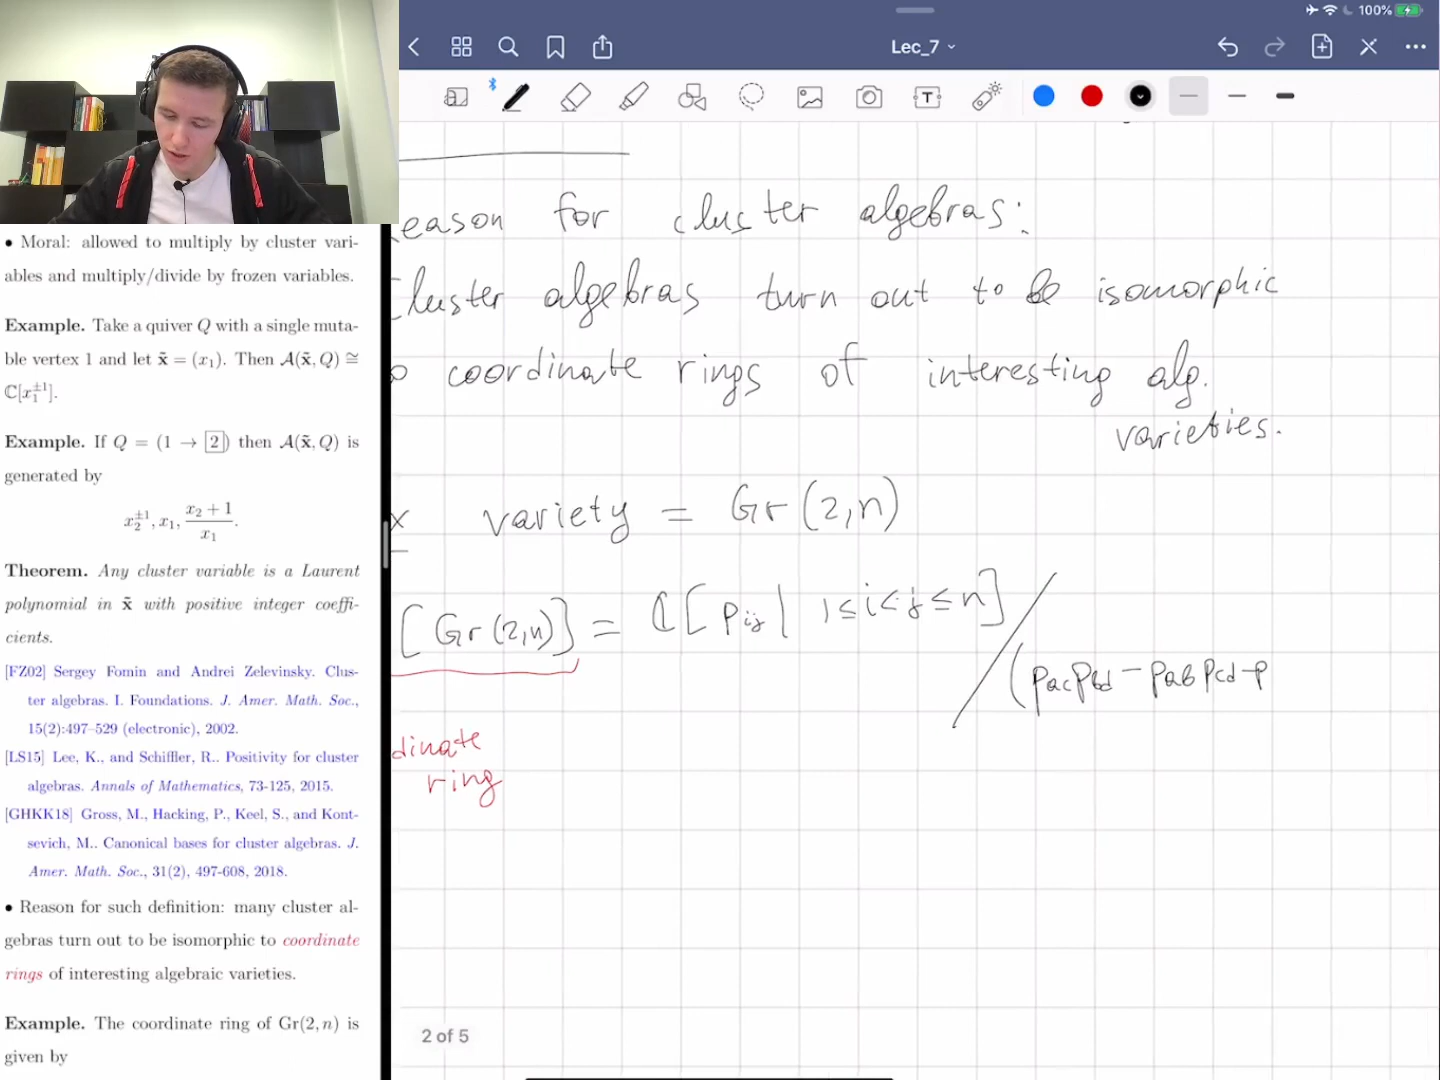 100%
Lec_7
T
eason for cluster algebras:
Cluster algebras turn out to be isomorphic
o coordinate rings of interesting alg.
varieties.
x variety = Gr(2,n)
[Gr(2,n)] = ℂ[p_ij | 1≤i<j≤n] / (p_ac p_bd - p_ab p_cd - p
dinate
ring
2 of 5
• Moral: allowed to multiply by cluster vari-
ables and multiply/divide by frozen variables.
Example. Take a quiver Q with a single muta-
ble vertex 1 and let x̃ = (x₁). Then A(x̃, Q) ≅
ℂ[x₁^{±1}].
Example. If Q = (1 → 2) then A(x̃, Q) is
generated by
x₂^{±1}, x₁, (x₂ + 1)/x₁.
Theorem. Any cluster variable is a Laurent
polynomial in x̃ with positive integer coeffi-
cients.
[FZ02] Sergey Fomin and Andrei Zelevinsky. Clus-
ter algebras. I. Foundations. J. Amer. Math. Soc.,
15(2):497–529 (electronic), 2002.
[LS15] Lee, K., and Schiffler, R.. Positivity for cluster
algebras. Annals of Mathematics, 73-125, 2015.
[GHKK18] Gross, M., Hacking, P., Keel, S., and Kont-
sevich, M.. Canonical bases for cluster algebras. J.
Amer. Math. Soc., 31(2), 497-608, 2018.
• Reason for such definition: many cluster al-
gebras turn out to be isomorphic to coordinate
rings of interesting algebraic varieties.
Example. The coordinate ring of Gr(2, n) is
given by